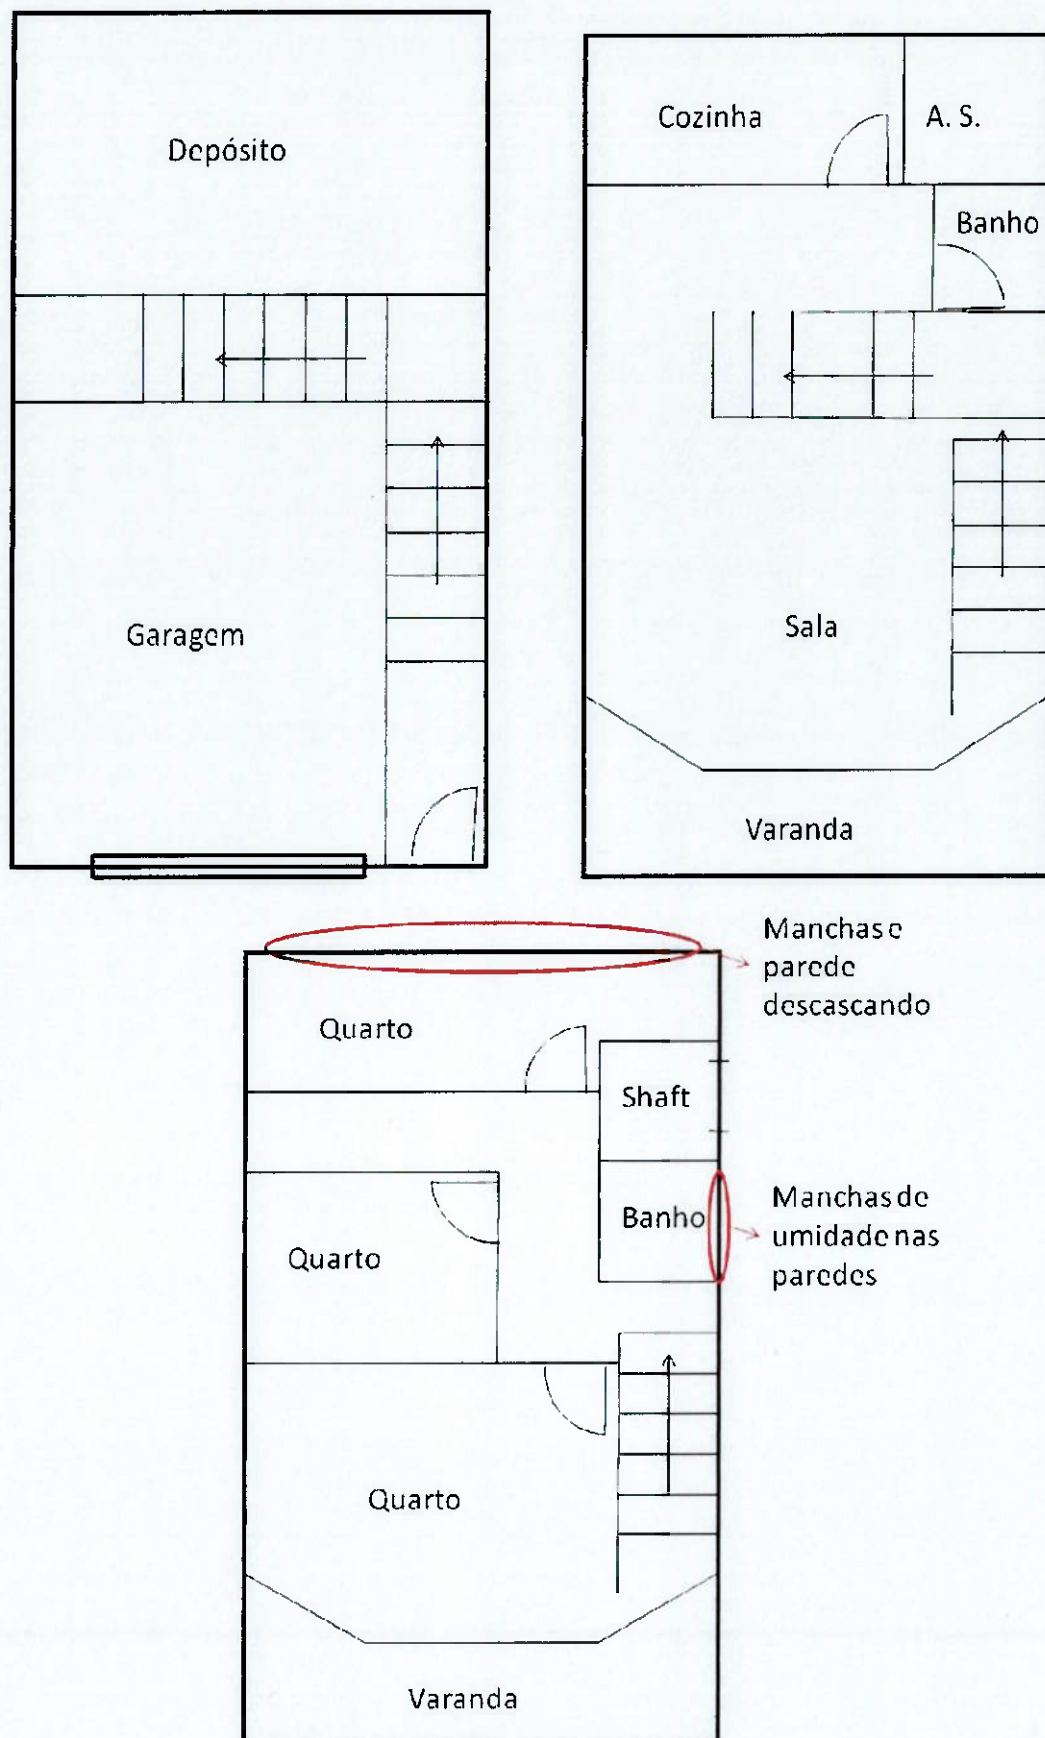 Depósito
Garagem
Cozinha
A. S.
Banho
Sala
Varanda
Manchas e
parede
descascando
Quarto
Shaft
Banho
Manchas de
umidade nas
paredes
Quarto
Quarto
Varanda